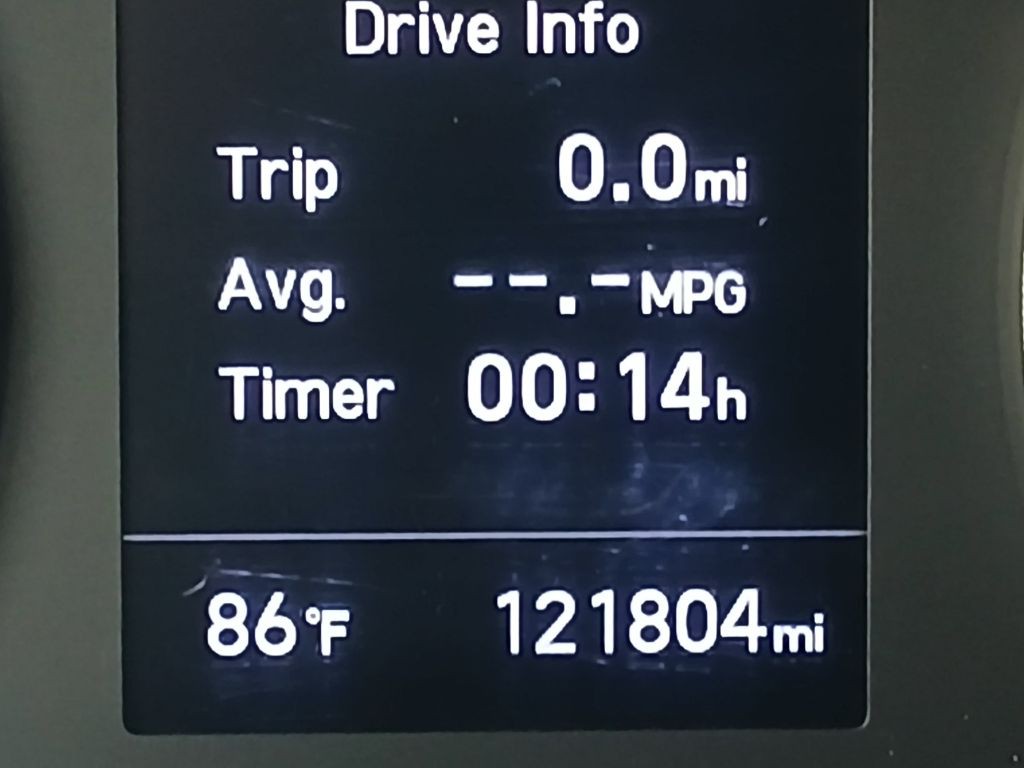 Drive Info
Trip 0.0mi
Avg. --.-MPG
Timer 00:14h
86°F 121804mi